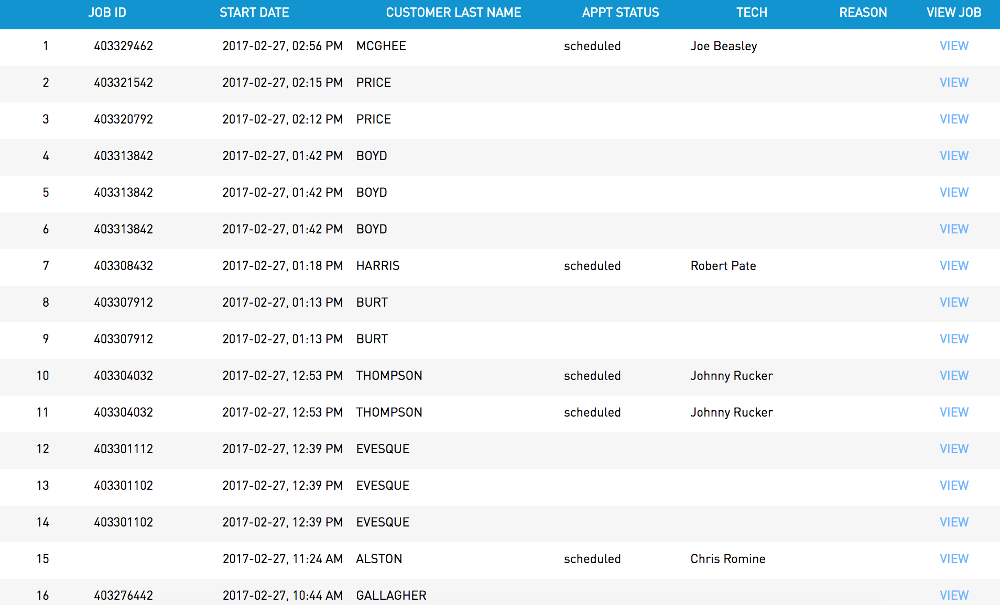 JOB ID START DATE CUSTOMER LAST NAME APPT STATUS TECH REASON VIEW JOB
1 403329462 2017-02-27, 02:56 PM MCGHEE scheduled Joe Beasley VIEW
2 403321542 2017-02-27, 02:15 PM PRICE VIEW
3 403320792 2017-02-27, 02:12 PM PRICE VIEW
4 403313842 2017-02-27, 01:42 PM BOYD VIEW
5 403313842 2017-02-27, 01:42 PM BOYD VIEW
6 403313842 2017-02-27, 01:42 PM BOYD VIEW
7 403308432 2017-02-27, 01:18 PM HARRIS scheduled Robert Pate VIEW
8 403307912 2017-02-27, 01:13 PM BURT VIEW
9 403307912 2017-02-27, 01:13 PM BURT VIEW
10 403304032 2017-02-27, 12:53 PM THOMPSON scheduled Johnny Rucker VIEW
11 403304032 2017-02-27, 12:53 PM THOMPSON scheduled Johnny Rucker VIEW
12 403301112 2017-02-27, 12:39 PM EVESQUE VIEW
13 403301102 2017-02-27, 12:39 PM EVESQUE VIEW
14 403301102 2017-02-27, 12:39 PM EVESQUE VIEW
15 2017-02-27, 11:24 AM ALSTON scheduled Chris Romine VIEW
16 403276442 2017-02-27, 10:44 AM GALLAGHER VIEW